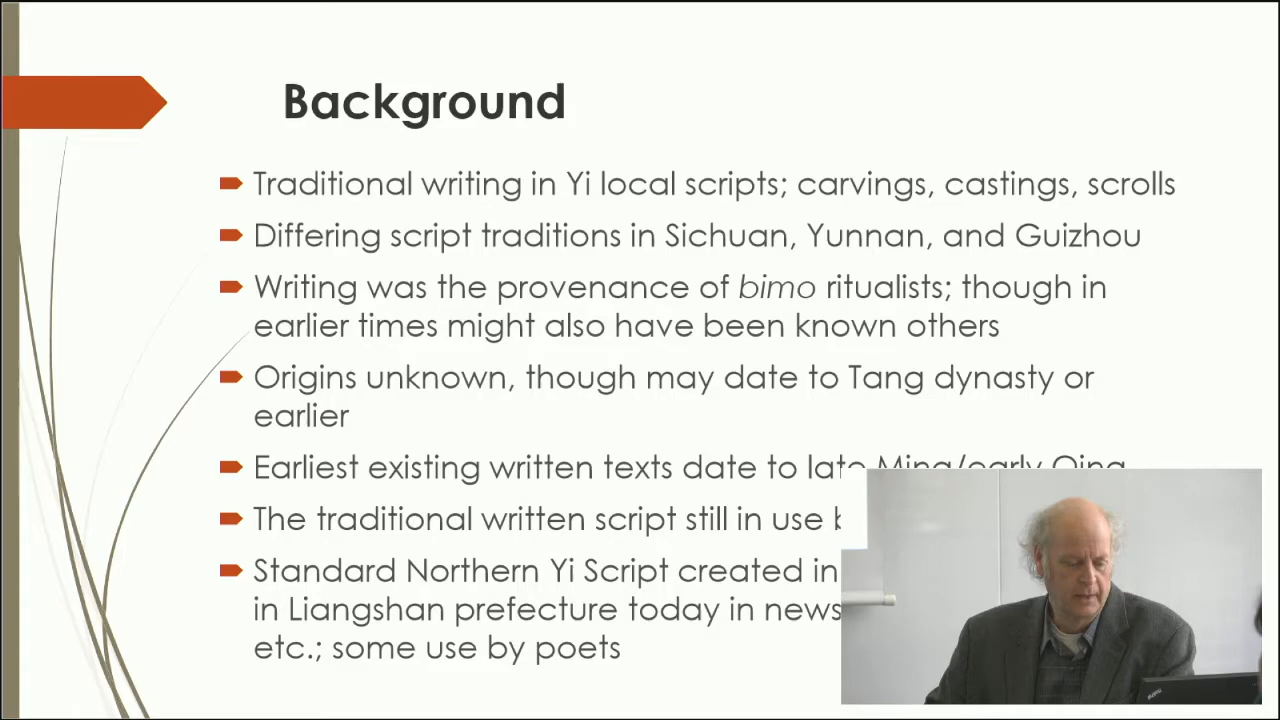 Background
Traditional writing in Yi local scripts; carvings, castings, scrolls
Differing script traditions in Sichuan, Yunnan, and Guizhou
Writing was the provenance of bimo ritualists; though in
earlier times might also have been known others
Origins unknown, though may date to Tang dynasty or
earlier
Earliest existing written texts date to late Ming/early Qing
The traditional written script still in use
Standard Northern Yi Script created in
in Liangshan prefecture today in news
etc.; some use by poets